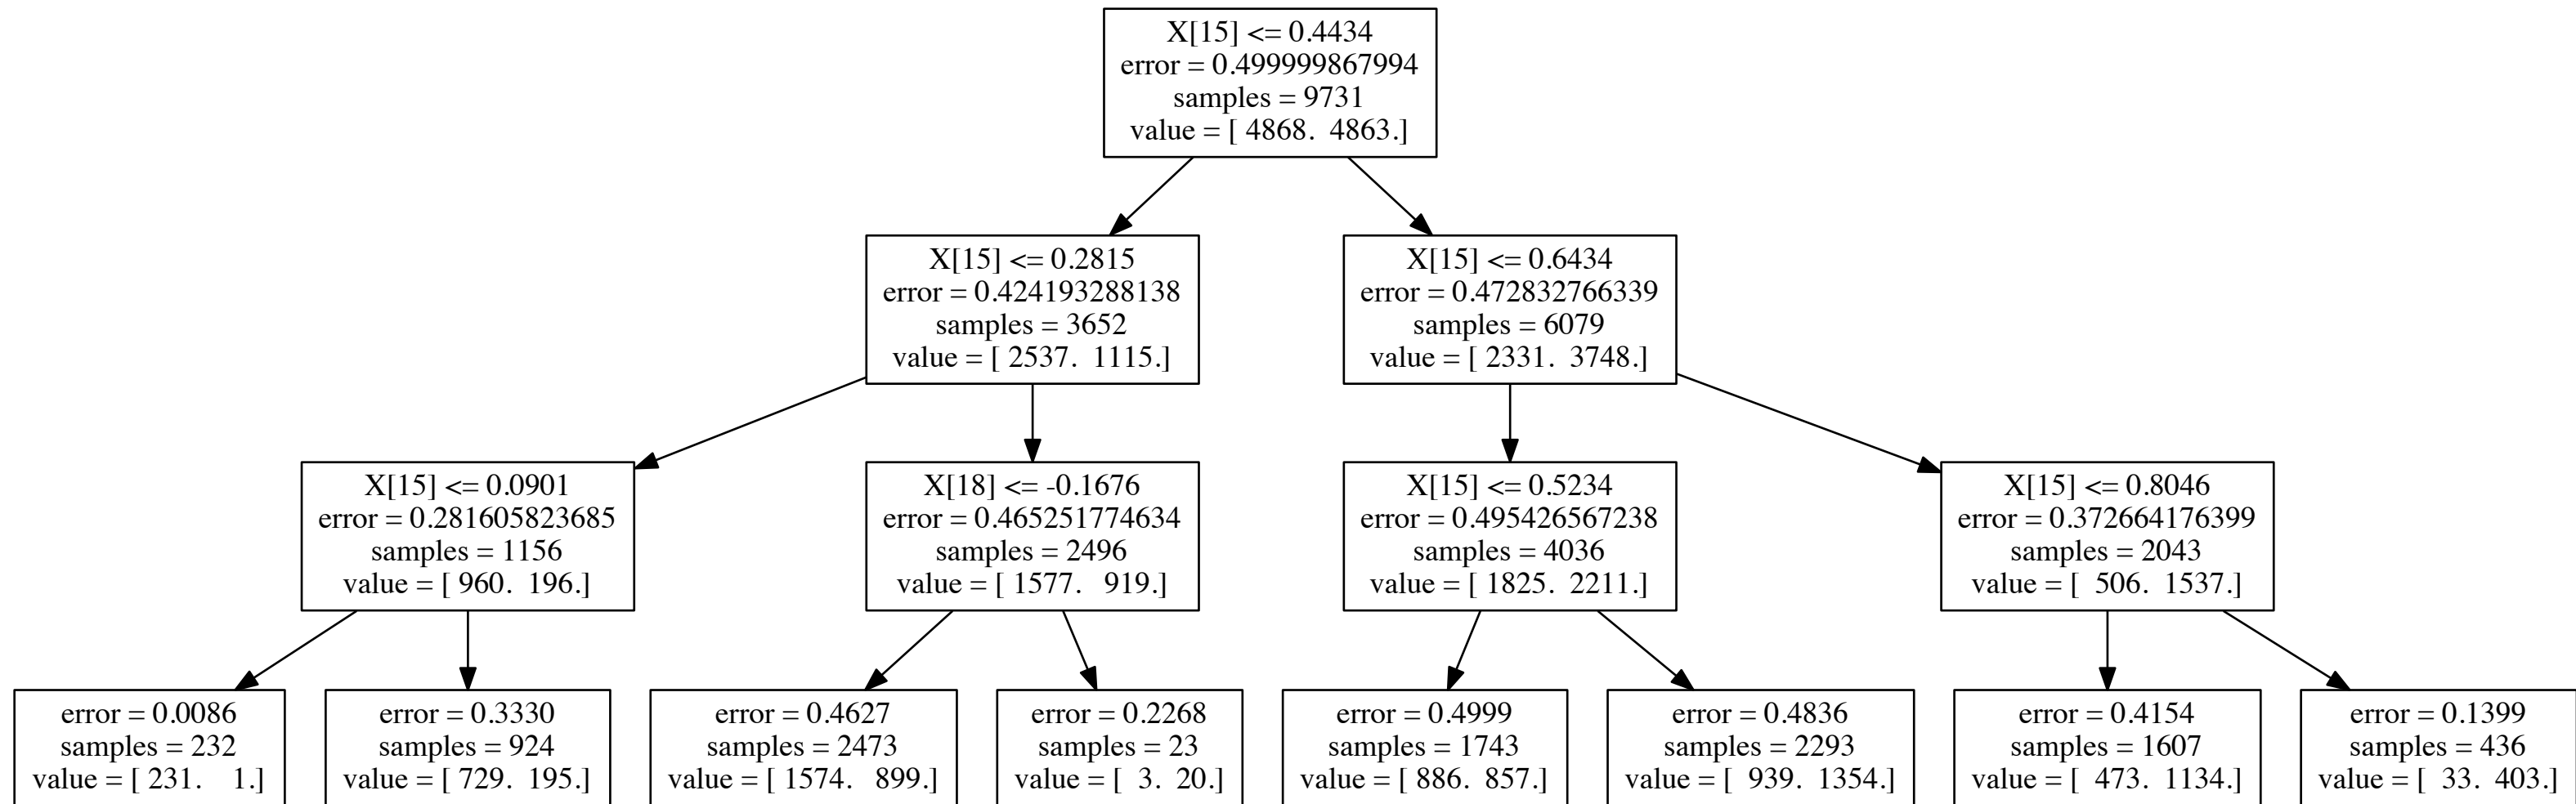 X[15] <= 0.4434
error = 0.499999867994
samples = 9731
value = [ 4868.  4863.]
X[15] <= 0.2815
error = 0.424193288138
samples = 3652
value = [ 2537.  1115.]
X[15] <= 0.6434
error = 0.472832766339
samples = 6079
value = [ 2331.  3748.]
X[15] <= 0.0901
error = 0.281605823685
samples = 1156
value = [ 960.  196.]
X[18] <= -0.1676
error = 0.465251774634
samples = 2496
value = [ 1577.   919.]
X[15] <= 0.5234
error = 0.495426567238
samples = 4036
value = [ 1825.  2211.]
X[15] <= 0.8046
error = 0.372664176399
samples = 2043
value = [  506.  1537.]
error = 0.0086
samples = 232
value = [ 231.    1.]
error = 0.3330
samples = 924
value = [ 729.  195.]
error = 0.4627
samples = 2473
value = [ 1574.   899.]
error = 0.2268
samples = 23
value = [  3.  20.]
error = 0.4999
samples = 1743
value = [ 886.  857.]
error = 0.4836
samples = 2293
value = [  939.  1354.]
error = 0.4154
samples = 1607
value = [  473.  1134.]
error = 0.1399
samples = 436
value = [  33.  403.]